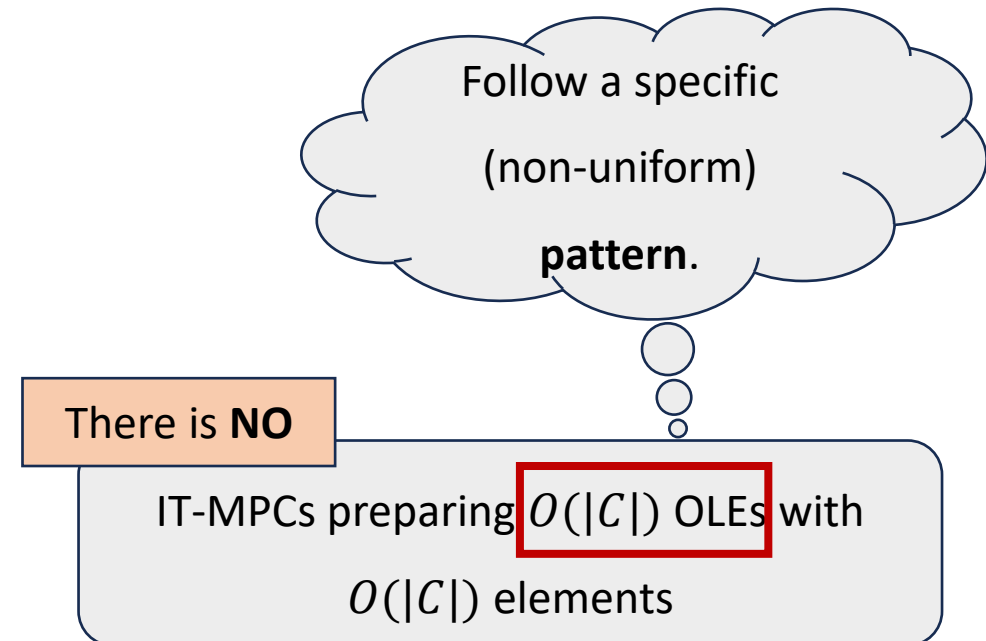 Follow a specific
(non-uniform)
pattern.
There is NO
IT-MPCs preparing O(|C|) OLEs with
O(|C|) elements